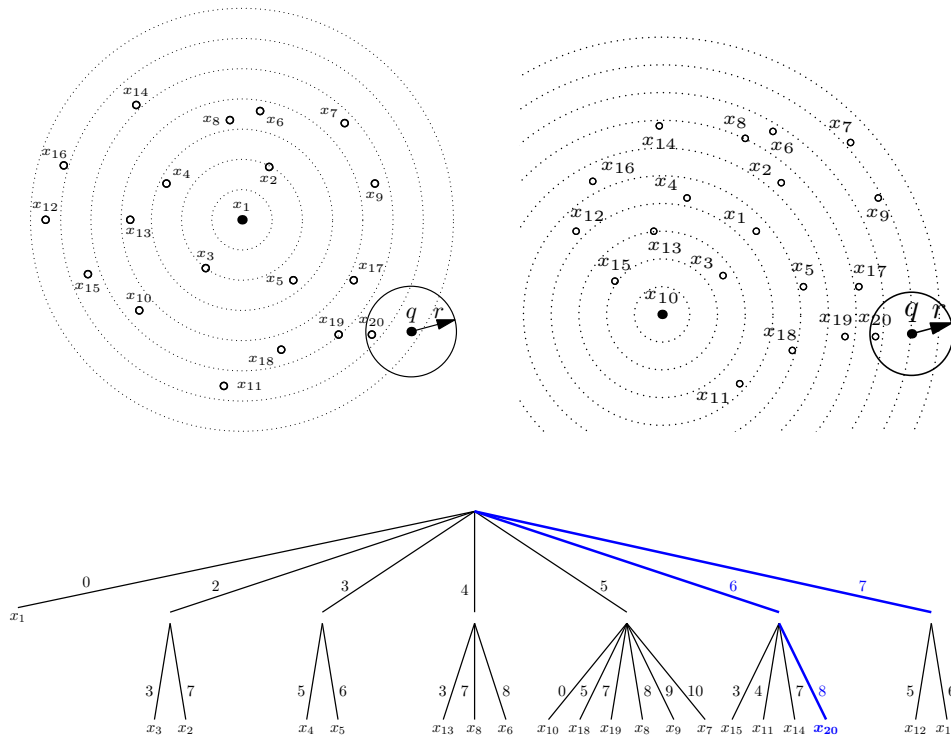 x14
x8 x6 x7
x16 x4 x2
x1 x9
x12 x13
x3 x5 x17
x15 x10
x19 x20 q r
x18
x11
x8 x7
x14 x6
x16 x4 x2
x12 x1 x9
x13
x15 x3 x5 x17
x10
x18 x19 x20 q r
x11
0 2 3 4 5 6 7
x1
3 7 5 6 3 7 8 0 5 7 8 9 10 3 4 7 8 5 6
x3 x2 x4 x5 x13 x8 x6 x10 x18 x19 x8 x9 x7 x15 x11 x14 x20 x12 x1